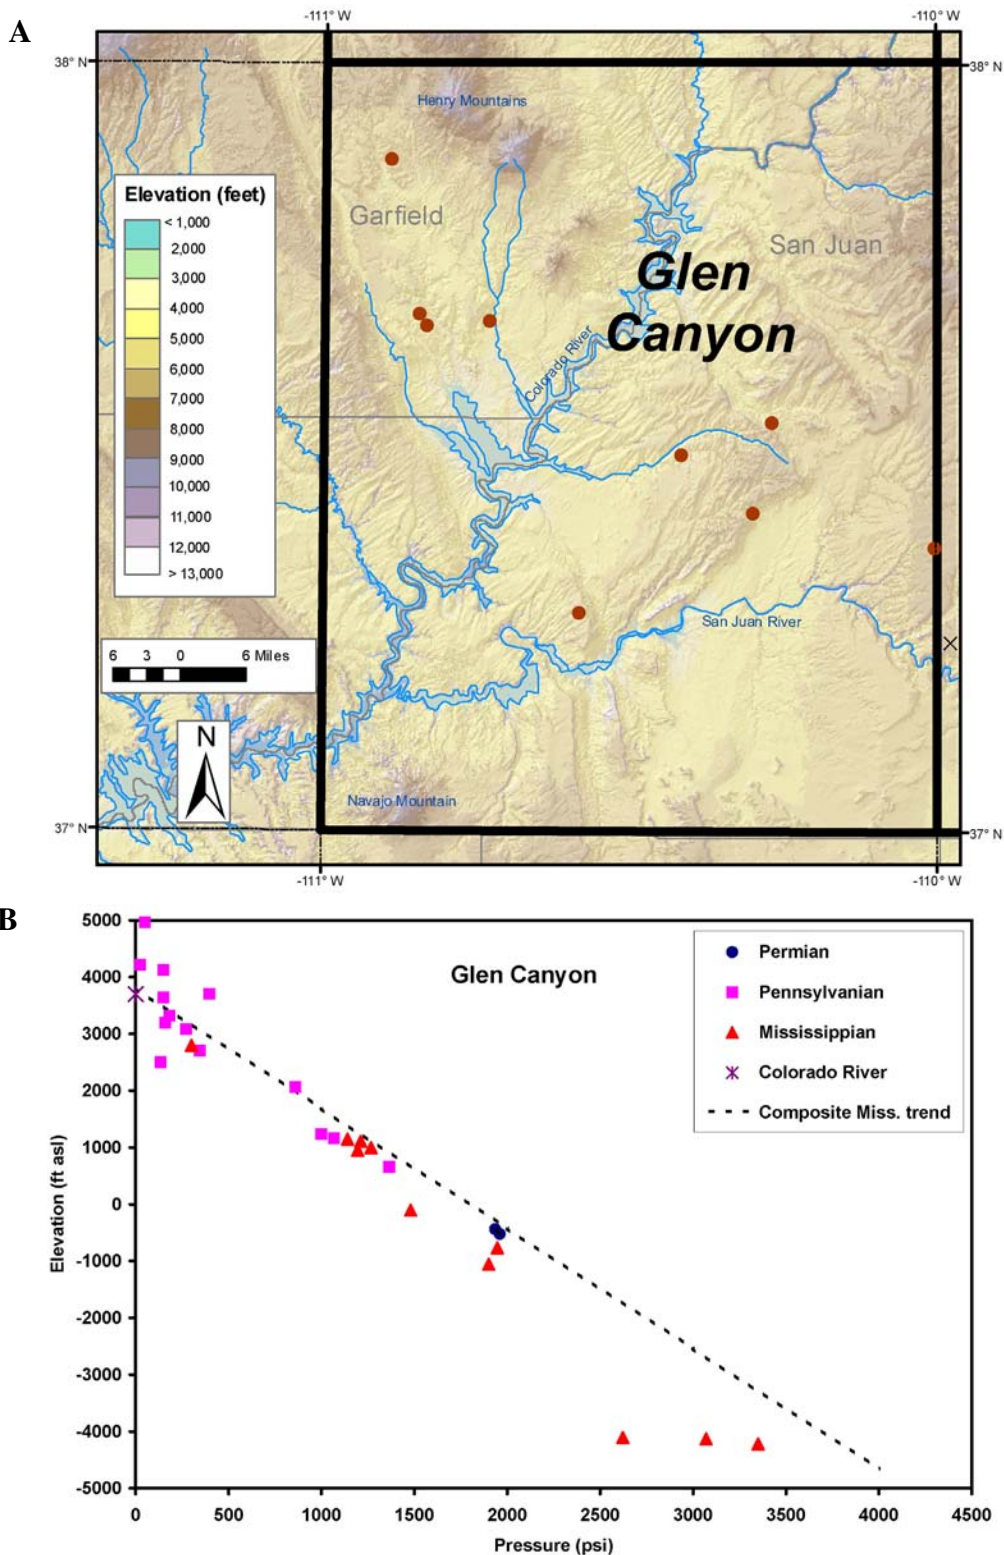 A
-111° W
-110° W
38° N
38° N
Henry Mountains
Elevation (feet)
< 1,000
2,000
3,000
4,000
5,000
6,000
7,000
8,000
9,000
10,000
11,000
12,000
> 13,000
Garfield
San Juan
Glen
Canyon
Colorado River
San Juan River
6 3 0 6 Miles
N
Navajo Mountain
37° N
37° N
-111° W
-110° W
B
Glen Canyon
Permian
Pennsylvanian
Mississippian
Colorado River
Composite Miss. trend
Elevation (ft asl)
5000
4000
3000
2000
1000
0
-1000
-2000
-3000
-4000
-5000
0 500 1000 1500 2000 2500 3000 3500 4000 4500
Pressure (psi)